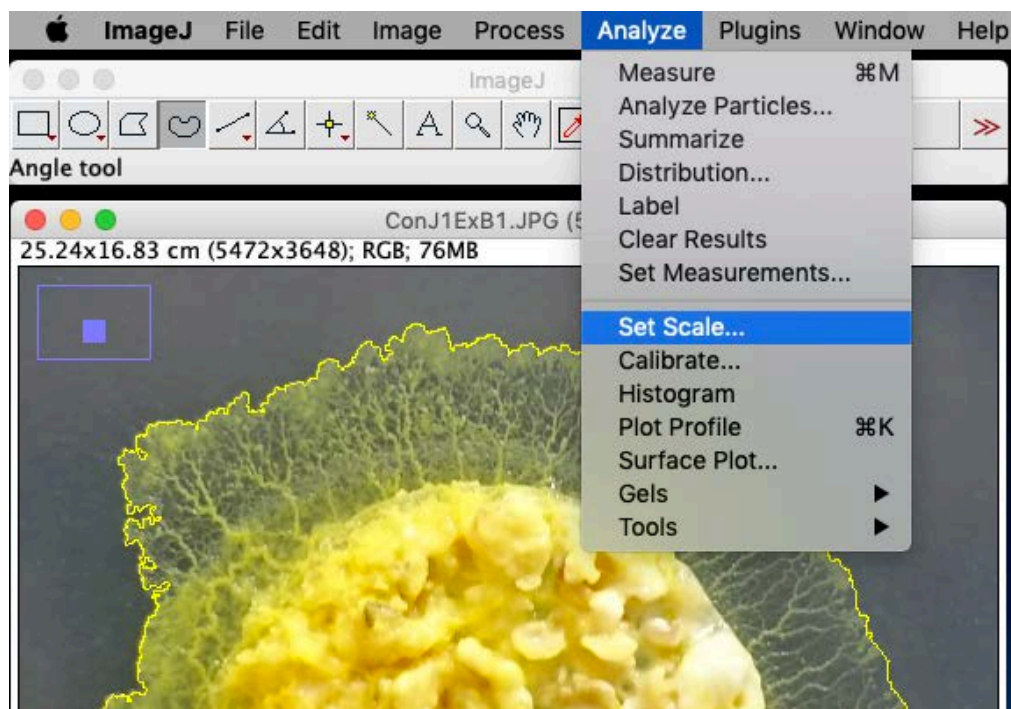 ImageJ File Edit Image Process Analyze Plugins Window Help
ImageJ
A
Angle tool
ConJ1ExB1.JPG (5
25.24x16.83 cm (5472x3648); RGB; 76MB
Measure ⌘M
Analyze Particles...
Summarize
Distribution...
Label
Clear Results
Set Measurements...
Set Scale...
Calibrate...
Histogram
Plot Profile ⌘K
Surface Plot...
Gels
Tools